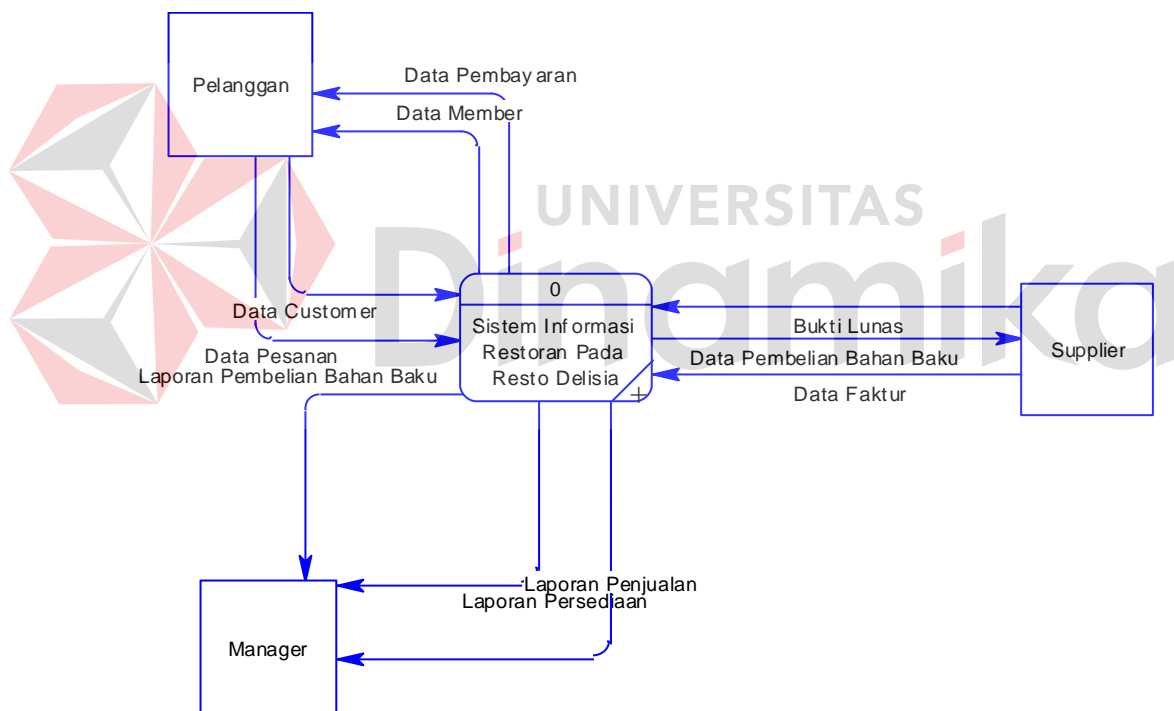 Pelanggan
Data Pembayaran
Data Member
UNIVERSITAS
Dinamika
0
Sistem Informasi
Restoran Pada
Resto Delisia
Data Customer
Data Pesanan
Laporan Pembelian Bahan Baku
Bukti Lunas
Data Pembelian Bahan Baku
Data Faktur
Supplier
Laporan Penjualan
Laporan Persediaan
Manager